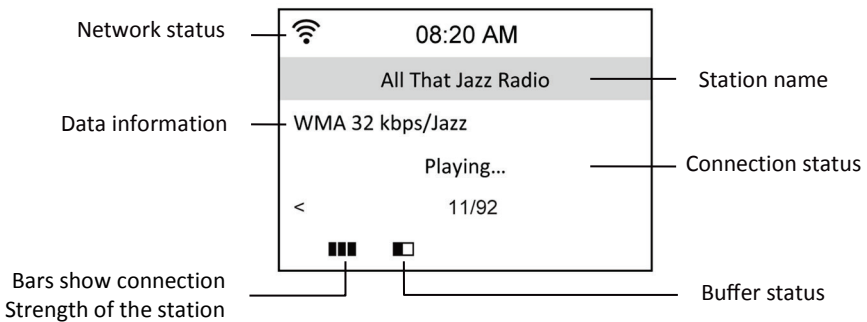 Network status
08:20 AM
All That Jazz Radio
Station name
Data information
WMA 32 kbps/Jazz
Playing...
Connection status
<
11/92
Bars show connection
Strength of the station
Buffer status